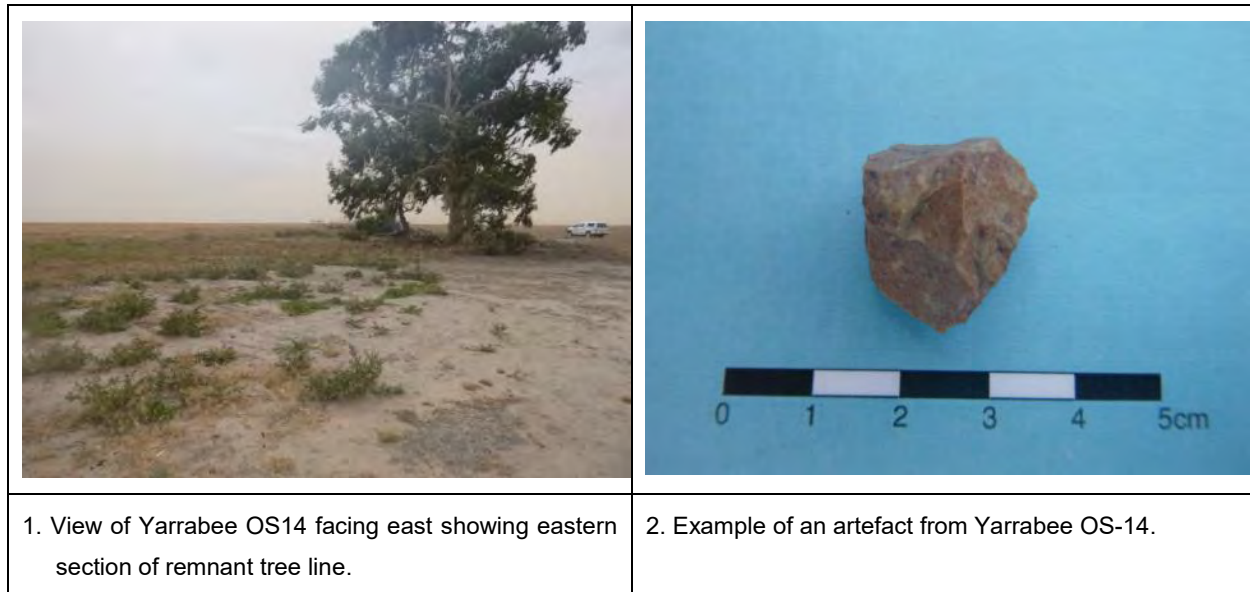 0 1 2 3 4 5cm
1. View of Yarrabee OS14 facing east showing eastern
section of remnant tree line.
2. Example of an artefact from Yarrabee OS-14.